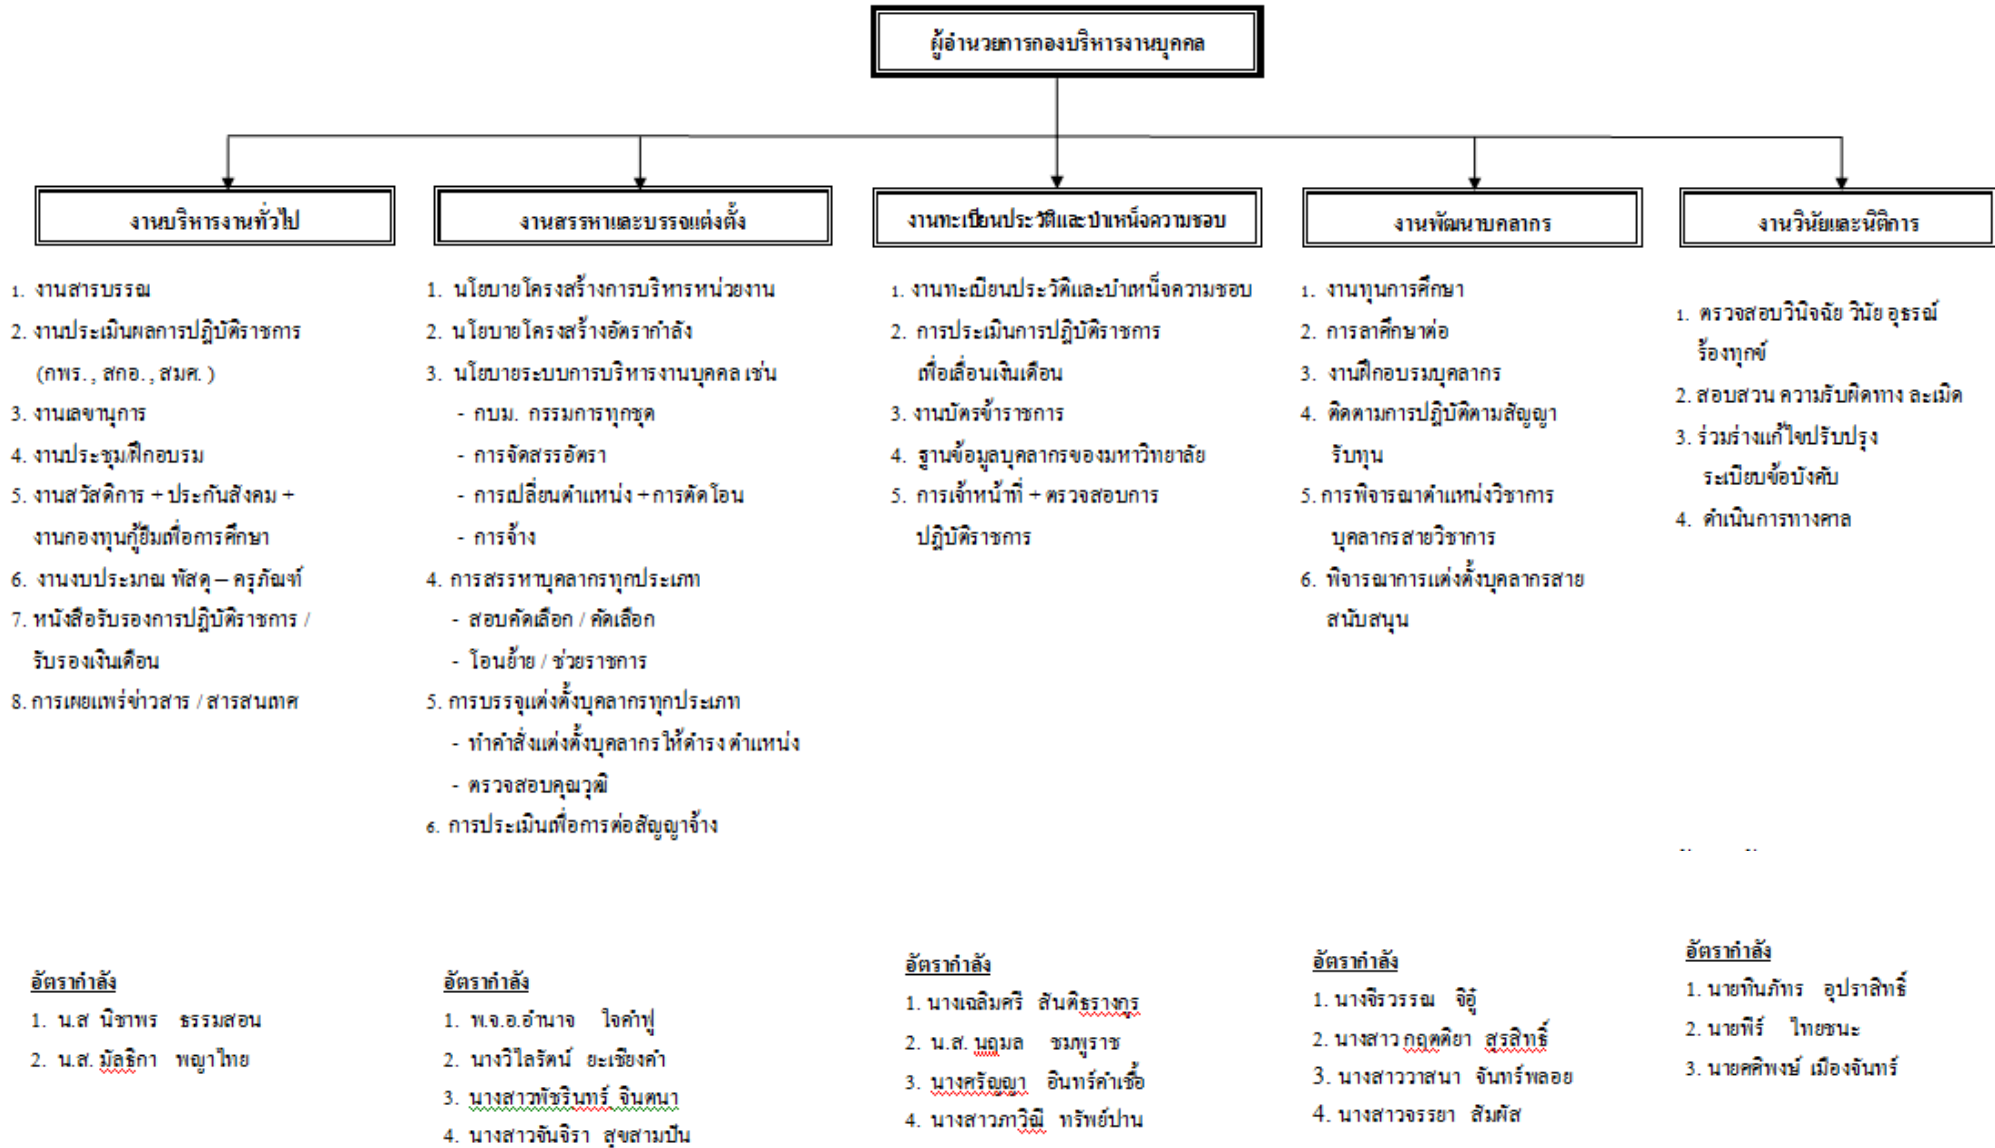 ผู้อำนวยการกองบริหารงานบุคคล
งานบริหารงานทั่วไป
1. งานสารบรรณ
2. งานประเมินผลการปฏิบัติราชการ
(กพร. , สกอ. , สมศ. )
3. งานเลขานุการ
4. งานประชุม/ฝึกอบรม
5. งานสวัสดิการ + ประกันสังคม +
งานกองทุนกู้ยืมเพื่อการศึกษา
6. งานงบประมาณ พัสดุ – ครุภัณฑ์
7. หนังสือรับรองการปฏิบัติราชการ /
รับรองเงินเดือน
8. การเผยแพร่ข่าวสาร / สารสนเทศ
อัตรากำลัง
1. น.ส นิชาพร ธรรมสอน
2. น.ส. มัลธิกา พญาไทย
งานสรรหาและบรรจุแต่งตั้ง
1. นโยบายโครงสร้างการบริหารหน่วยงาน
2. นโยบายโครงสร้างอัตรากำลัง
3. นโยบายระบบการบริหารงานบุคคล เช่น
- กบม. กรรมการทุกชุด
- การจัดสรรอัตรา
- การเปลี่ยนตำแหน่ง + การตัดโอน
- การจ้าง
4. การสรรหาบุคลากรทุกประเภท
- สอบคัดเลือก / คัดเลือก
- โอนย้าย / ช่วยราชการ
5. การบรรจุแต่งตั้งบุคลากรทุกประเภท
- ทำคำสั่งแต่งตั้งบุคลากรให้ดำรงตำแหน่ง
- ตรวจสอบคุณวุฒิ
6. การประเมินเพื่อการต่อสัญญาจ้าง
อัตรากำลัง
1. พ.จ.อ.อำนาจ ใจคำฟู
2. นางวิไลรัตน์ ยะเชียงคำ
3. นางสาวพัชรินทร์ จินตนา
4. นางสาวจันจิรา สุขสามปัน
งานทะเบียนประวัติและบำเหน็จความชอบ
1. งานทะเบียนประวัติและบำเหน็จความชอบ
2. การประเมินการปฏิบัติราชการ
เพื่อเลื่อนเงินเดือน
3. งานบัตรข้าราชการ
4. ฐานข้อมูลบุคลากรของมหาวิทยาลัย
5. การเจ้าหน้าที่ + ตรวจสอบการ
ปฏิบัติราชการ
อัตรากำลัง
1. นางเฉลิมศรี สันติธรางกูร
2. น.ส. นฤมล ชมพูราช
3. นางศรัญญา อินทร์คำเชื้อ
4. นางสาวภาวิณี ทรัพย์ปาน
งานพัฒนาบุคลากร
1. งานทุนการศึกษา
2. การลาศึกษาต่อ
3. งานฝึกอบรมบุคลากร
4. ติดตามการปฏิบัติตามสัญญา
รับทุน
5. การพิจารณาตำแหน่งวิชาการ
บุคลากรสายวิชาการ
6. พิจารณาการแต่งตั้งบุคลากรสาย
สนับสนุน
อัตรากำลัง
1. นางจีรวรรณ จิอู๋
2. นางสาว กฤตติยา สุรสิทธิ์
3. นางสาววาสนา จันทร์พลอย
4. นางสาวจรรยา สัมผัส
งานวินัยและนิติการ
1. ตรวจสอบวินิจฉัย วินัย อุธรณ์
ร้องทุกข์
2. สอบสวน ความรับผิดทาง ละเมิด
3. ร่วมร่างแก้ไขปรับปรุง
ระเบียบข้อบังคับ
4. ดำเนินการทางศาล
อัตรากำลัง
1. นายทินภัทร อุปราสิทธิ์
2. นายพีร์ ไทยชนะ
3. นายศศิพงษ์ เมืองจันทร์